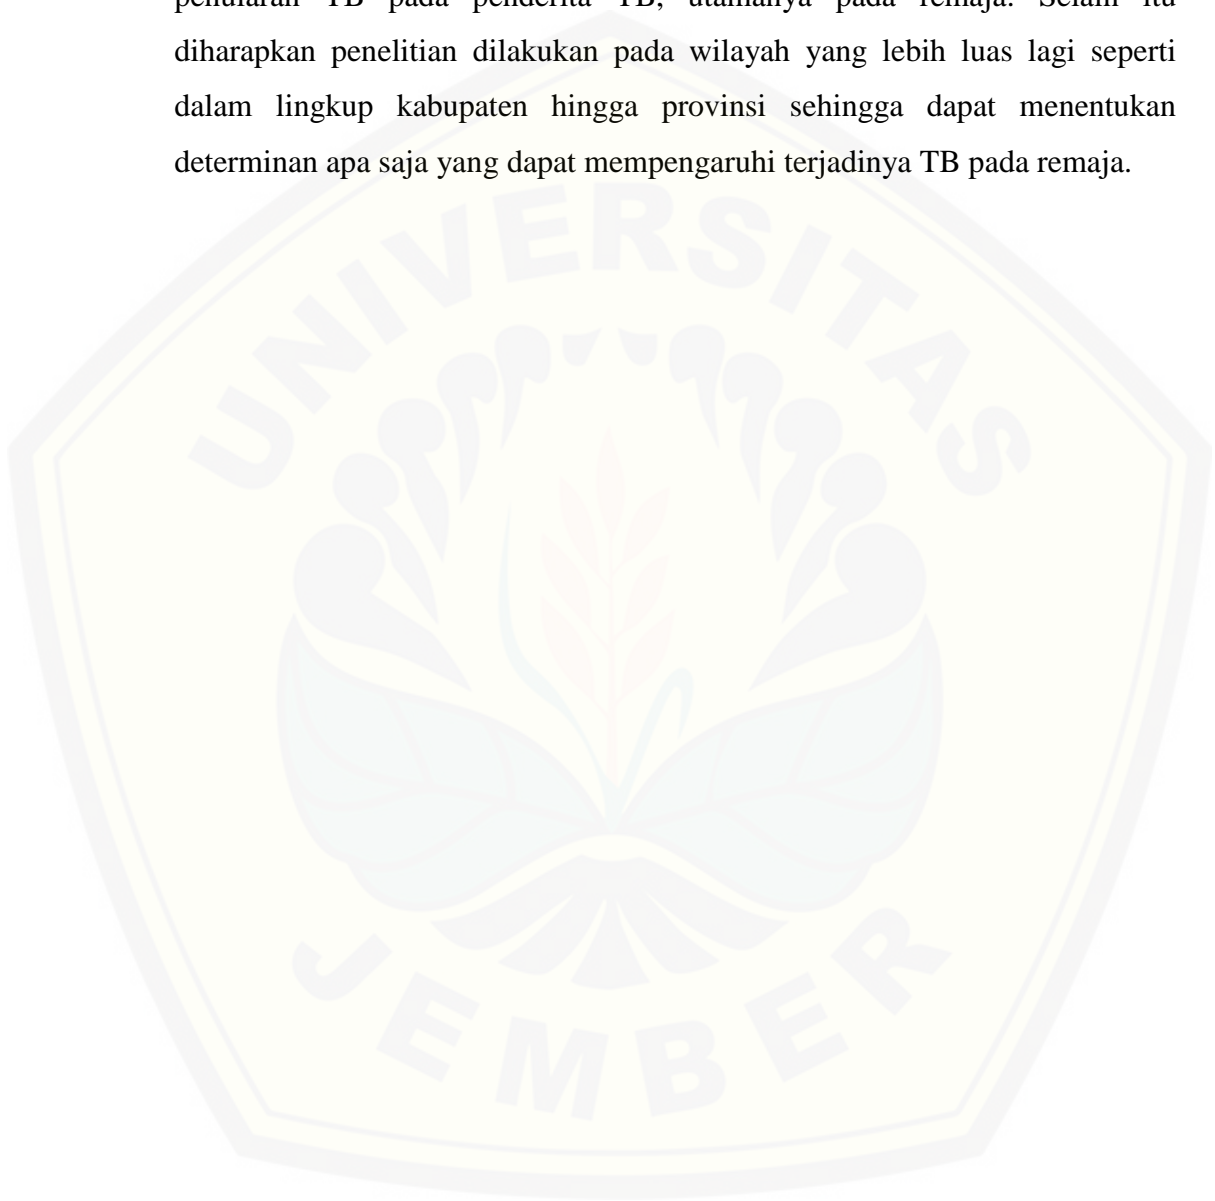 penularan TB pada penderita TB, utamanya pada remaja. Selain itu
diharapkan penelitian dilakukan pada wilayah yang lebih luas lagi seperti
dalam lingkup kabupaten hingga provinsi sehingga dapat menentukan
determinan apa saja yang dapat mempengaruhi terjadinya TB pada remaja.
UNIVERSITAS
JEMBER